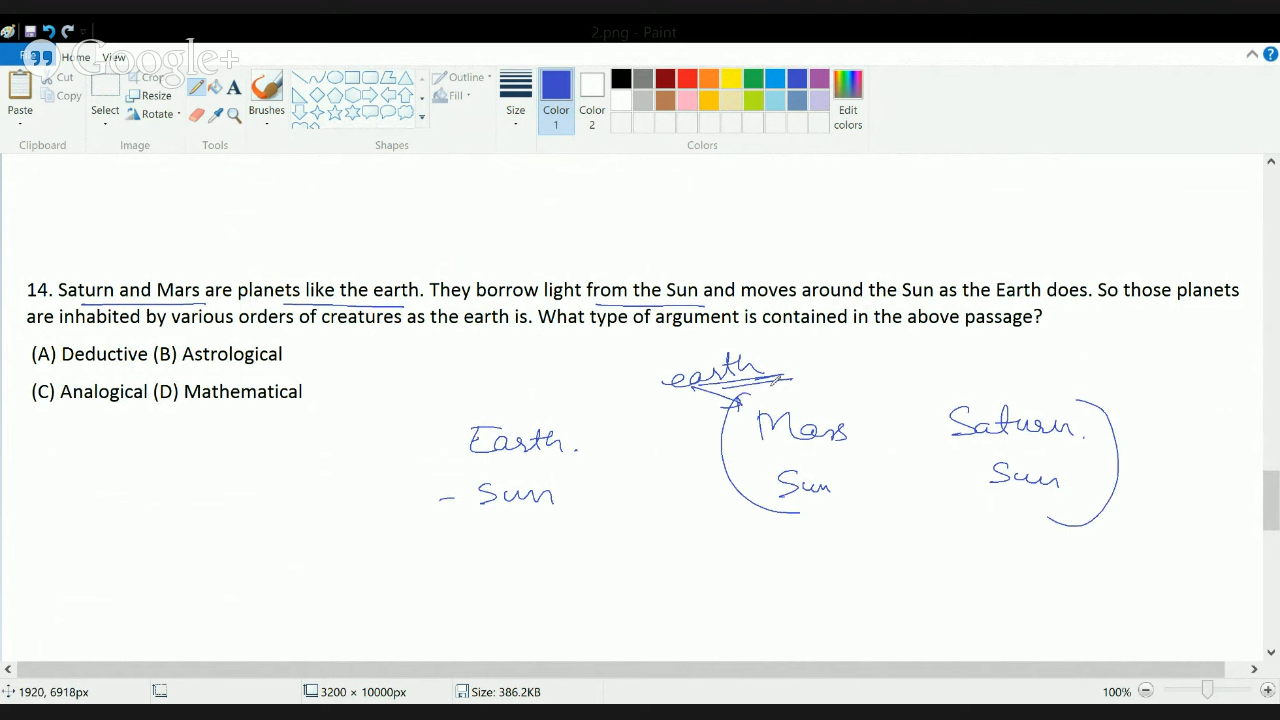 2.png - Paint
Google+
File Home View
Cut
Copy
Paste
Crop
Resize
Rotate
Select
Brushes
Outline
Fill
Size
Color 1
Color 2
Edit colors
Clipboard
Image
Tools
Shapes
Colors
14. Saturn and Mars are planets like the earth. They borrow light from the Sun and moves around the Sun as the Earth does. So those planets
are inhabited by various orders of creatures as the earth is. What type of argument is contained in the above passage?
(A) Deductive (B) Astrological
(C) Analogical (D) Mathematical
earth
Earth. Mars Saturn.
- Sun Sun Sun
1920, 6918px 3200 × 10000px Size: 386.2KB 100%